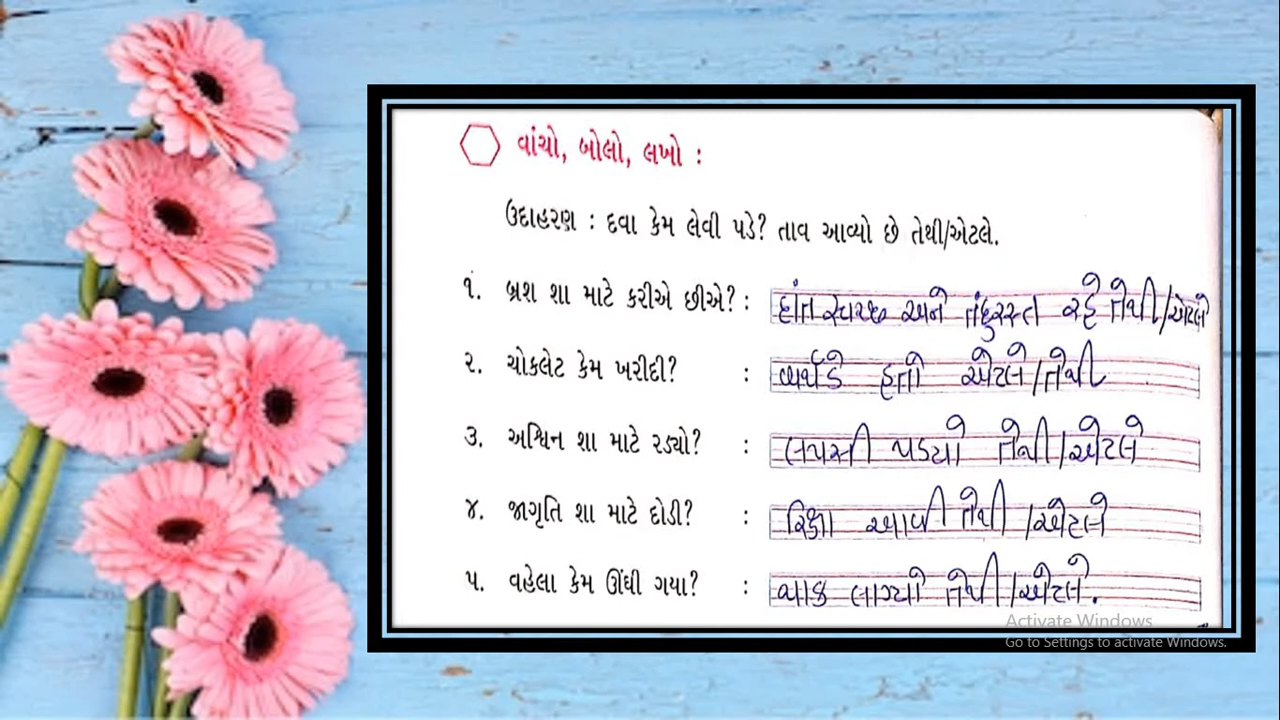 વાંચો, બોલો, લખો :
ઉદાહરણ : દવા કેમ લેવી પડે? તાવ આવ્યો છે તેથી/એટલે.
૧. બ્રશ શા માટે કરીએ છીએ? : દાંત સ્વચ્છ અને તંદુરસ્ત રહે તેથી/એટલે
૨. ચોકલેટ કેમ ખરીદી? : બર્થડે હતો એટલે/તેથી
૩. અશ્વિન શા માટે રડ્યો? : લપસી પડયો તેથી/એટલે
૪. જાગૃતિ શા માટે દોડી? : રિક્ષા આવી તેથી/એટલે
૫. વહેલા કેમ ઊંઘી ગયા? : થાક લાગ્યો તેથી/એટલે.
Activate Windows
Go to Settings to activate Windows.